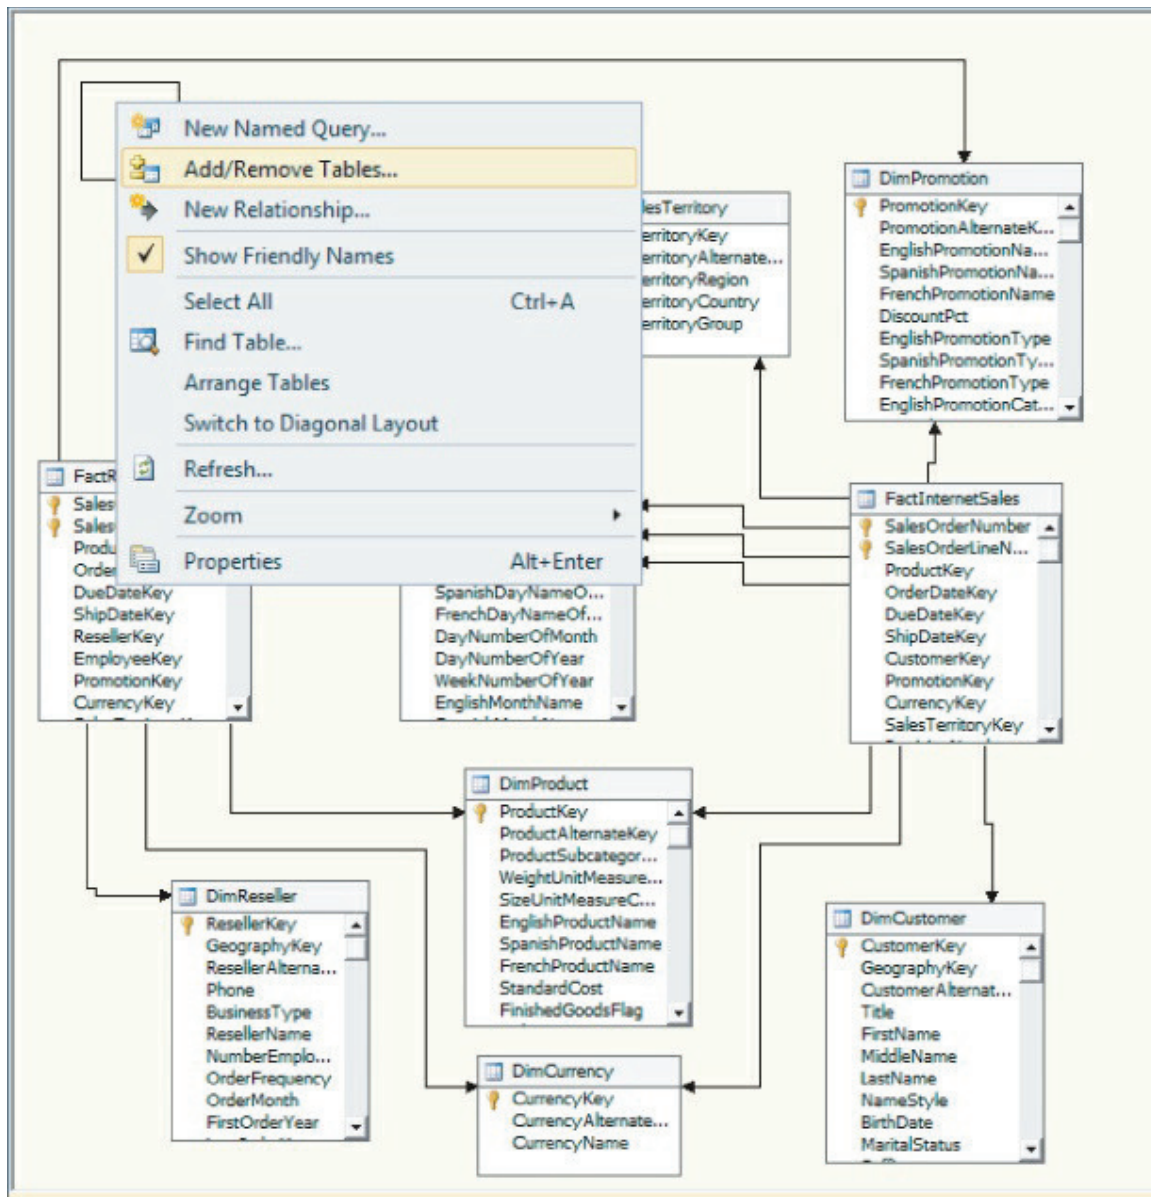 New Named Query...
Add/Remove Tables...
New Relationship...
Show Friendly Names
Select All Ctrl+A
Find Table...
Arrange Tables
Switch to Diagonal Layout
Refresh...
Zoom
Properties Alt+Enter
lesTerritory
erritoryKey
erritoryAlternate...
erritoryRegion
erritoryCountry
erritoryGroup
DimPromotion
PromotionKey
PromotionAlternateK...
EnglishPromotionNa...
SpanishPromotionNa...
FrenchPromotionName
DiscountPct
EnglishPromotionType
SpanishPromotionTy...
FrenchPromotionType
EnglishPromotionCat...
FactR
Sales
Sales
Produ
Order
DueDateKey
ShipDateKey
ResellerKey
EmployeeKey
PromotionKey
CurrencyKey
SpanishDayNameO...
FrenchDayNameOf...
DayNumberOfMonth
DayNumberOfYear
WeekNumberOfYear
EnglishMonthName
FactInternetSales
SalesOrderNumber
SalesOrderLineN...
ProductKey
OrderDateKey
DueDateKey
ShipDateKey
CustomerKey
PromotionKey
CurrencyKey
SalesTerritoryKey
DimProduct
ProductKey
ProductAlternateKey
ProductSubcategor...
WeightUnitMeasure...
SizeUnitMeasureC...
EnglishProductName
SpanishProductName
FrenchProductName
StandardCost
FinishedGoodsFlag
DimReseller
ResellerKey
GeographyKey
ResellerAlterna...
Phone
BusinessType
ResellerName
NumberEmplo...
OrderFrequency
OrderMonth
FirstOrderYear
DimCurrency
CurrencyKey
CurrencyAlternate...
CurrencyName
DimCustomer
CustomerKey
GeographyKey
CustomerAlternat...
Title
FirstName
MiddleName
LastName
NameStyle
BirthDate
MaritalStatus